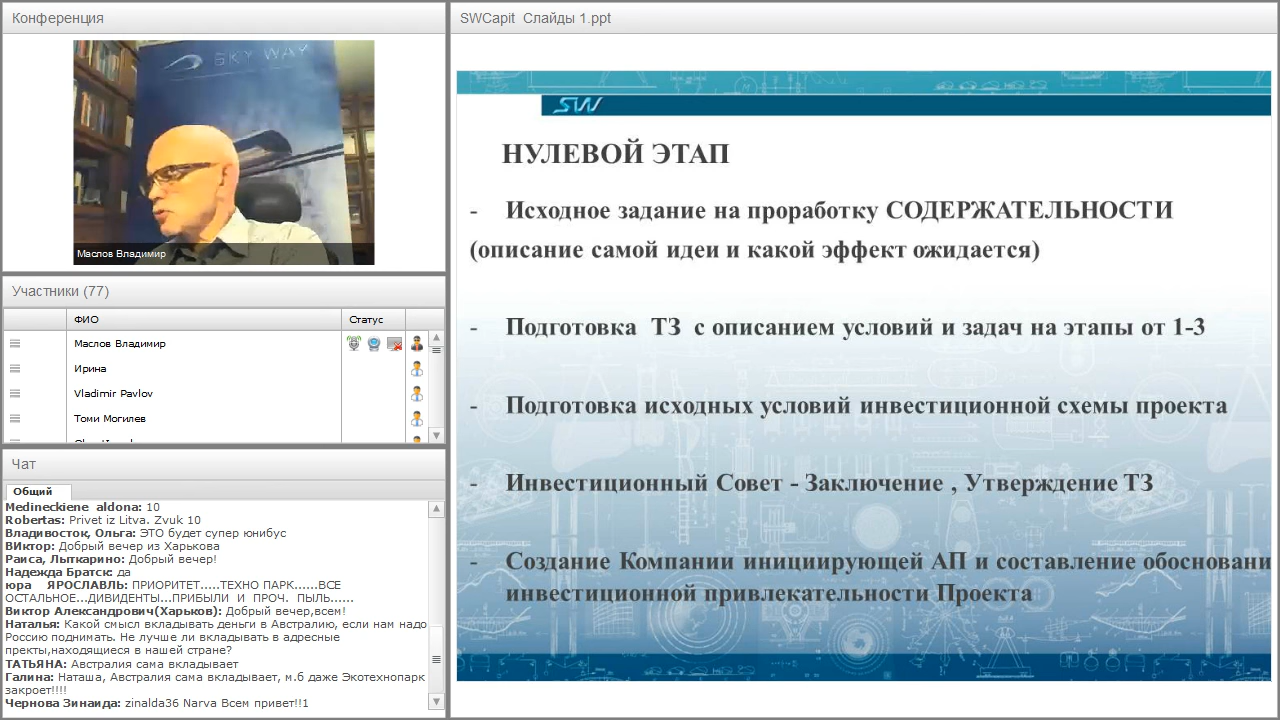 Конференция
SKY WAY
Маслов Владимир
Участники (77)
ФИО
Статус
Маслов Владимир
Ирина
Vladimir Pavlov
Томи Могилев
Чат
Общий
Medineckiene aldona: 10
Robertas: Privet iz Litva. Zvuk 10
Владивосток, Ольга: ЭТО будет супер юнибус
ВИктор: Добрый вечер из Харькова
Раиса, Лыткарино: Добрый вечер!
Надежда Братск: да
юра ЯРОСЛАВЛЬ: ПРИОРИТЕТ.....ТЕХНО ПАРК......ВСЕ
ОСТАЛЬНОЕ...ДИВИДЕНТЫ...ПРИБЫЛИ И ПРОЧ. ПЫЛЬ......
Виктор Александрович(Харьков): Добрый вечер,всем!
Наталья: Какой смысл вкладывать деньги в Австралию, если нам надо
Россию поднимать. Не лучше ли вкладывать в адресные
пректы,находящиеся в нашей стране?
ТАТЬЯНА: Австралия сама вкладывает
Галина: Наташа, Австралия сама вкладывает, м.б даже Экотехнопарк
закроет!!!!
Чернова Зинаида: zinalda36 Narva Всем привет!!1
SWCapit Слайды 1.ppt
SW
НУЛЕВОЙ ЭТАП
- Исходное задание на проработку СОДЕРЖАТЕЛЬНОСТИ
(описание самой идеи и какой эффект ожидается)
- Подготовка ТЗ с описанием условий и задач на этапы от 1-3
- Подготовка исходных условий инвестиционной схемы проекта
- Инвестиционный Совет - Заключение , Утверждение ТЗ
- Создание Компании инициирующей АП и составление обосновани
инвестиционной привлекательности Проекта